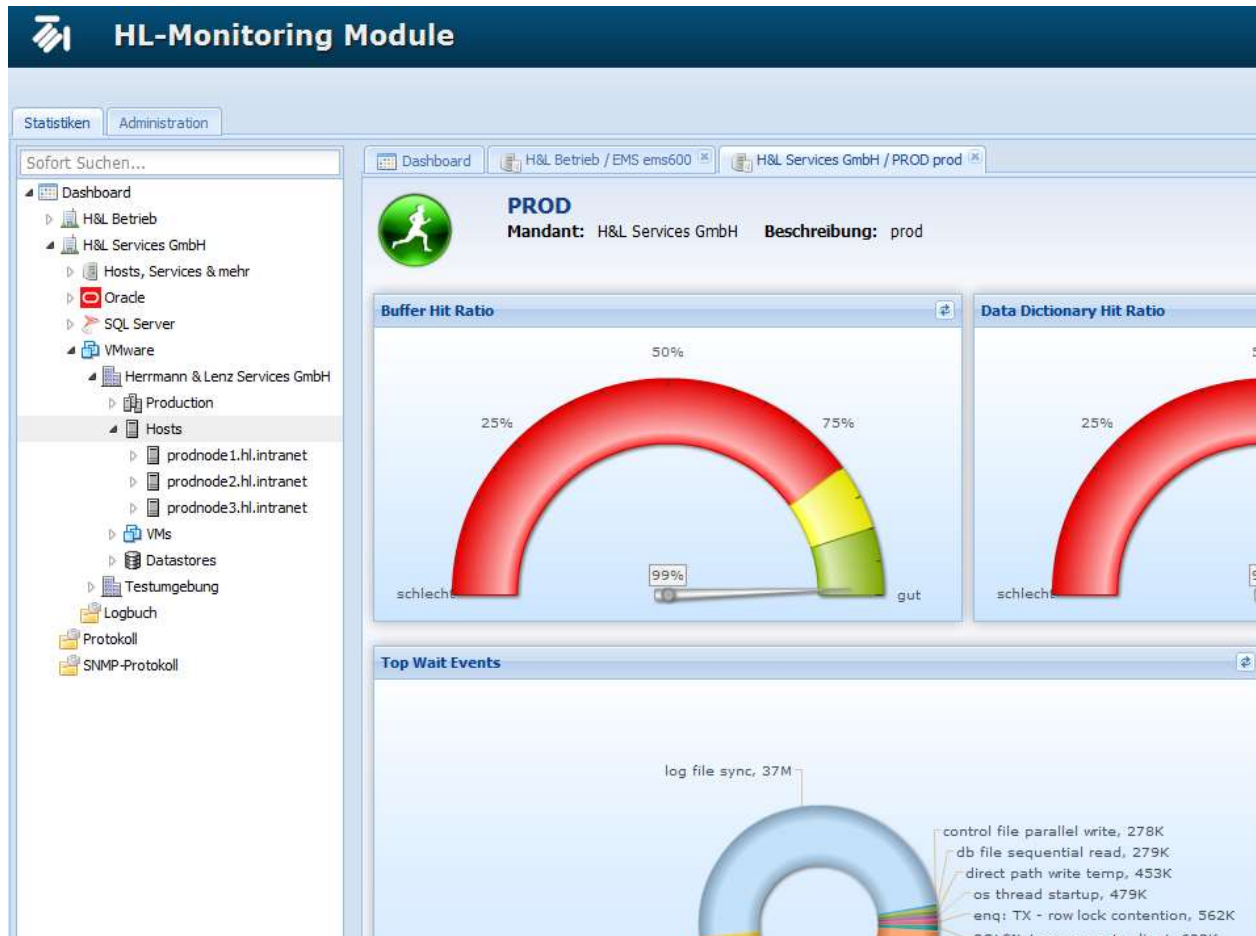 HL-Monitoring Module
Statistiken
Administration
Sofort Suchen...
Dashboard
H&L Betrieb
H&L Services GmbH
Hosts, Services & mehr
Oracle
SQL Server
VMware
Herrmann & Lenz Services GmbH
Production
Hosts
prodnode1.hl.intranet
prodnode2.hl.intranet
prodnode3.hl.intranet
VMs
Datastores
Testumgebung
Logbuch
Protokoll
SNMP-Protokoll
Dashboard
H&L Betrieb / EMS ems600
H&L Services GmbH / PROD prod
PROD
Mandant: H&L Services GmbH Beschreibung: prod
Buffer Hit Ratio
50%
25%
75%
99%
schlecht
gut
Data Dictionary Hit Ratio
25%
schlecht
Top Wait Events
log file sync, 37M
control file parallel write, 278K
db file sequential read, 279K
direct path write temp, 453K
os thread startup, 479K
enq: TX - row lock contention, 562K